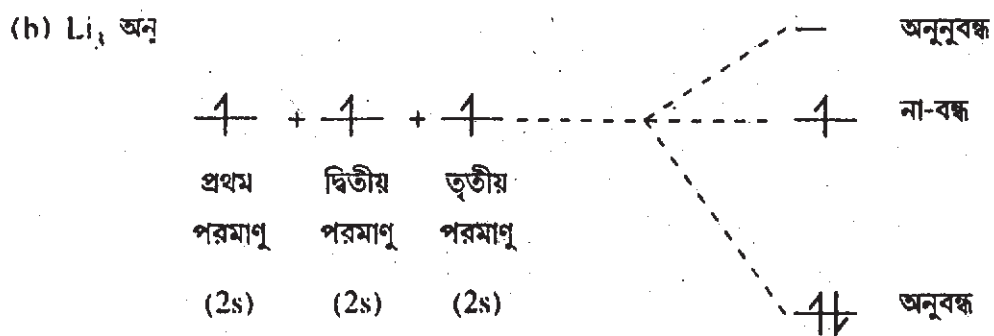 (b) Li₃ অনু
অনুনুবন্ধ
+ + না-বন্ধ
প্রথম দ্বিতীয় তৃতীয়
পরমাণু পরমাণু পরমাণু
(2s) (2s) (2s) অনুবন্ধ